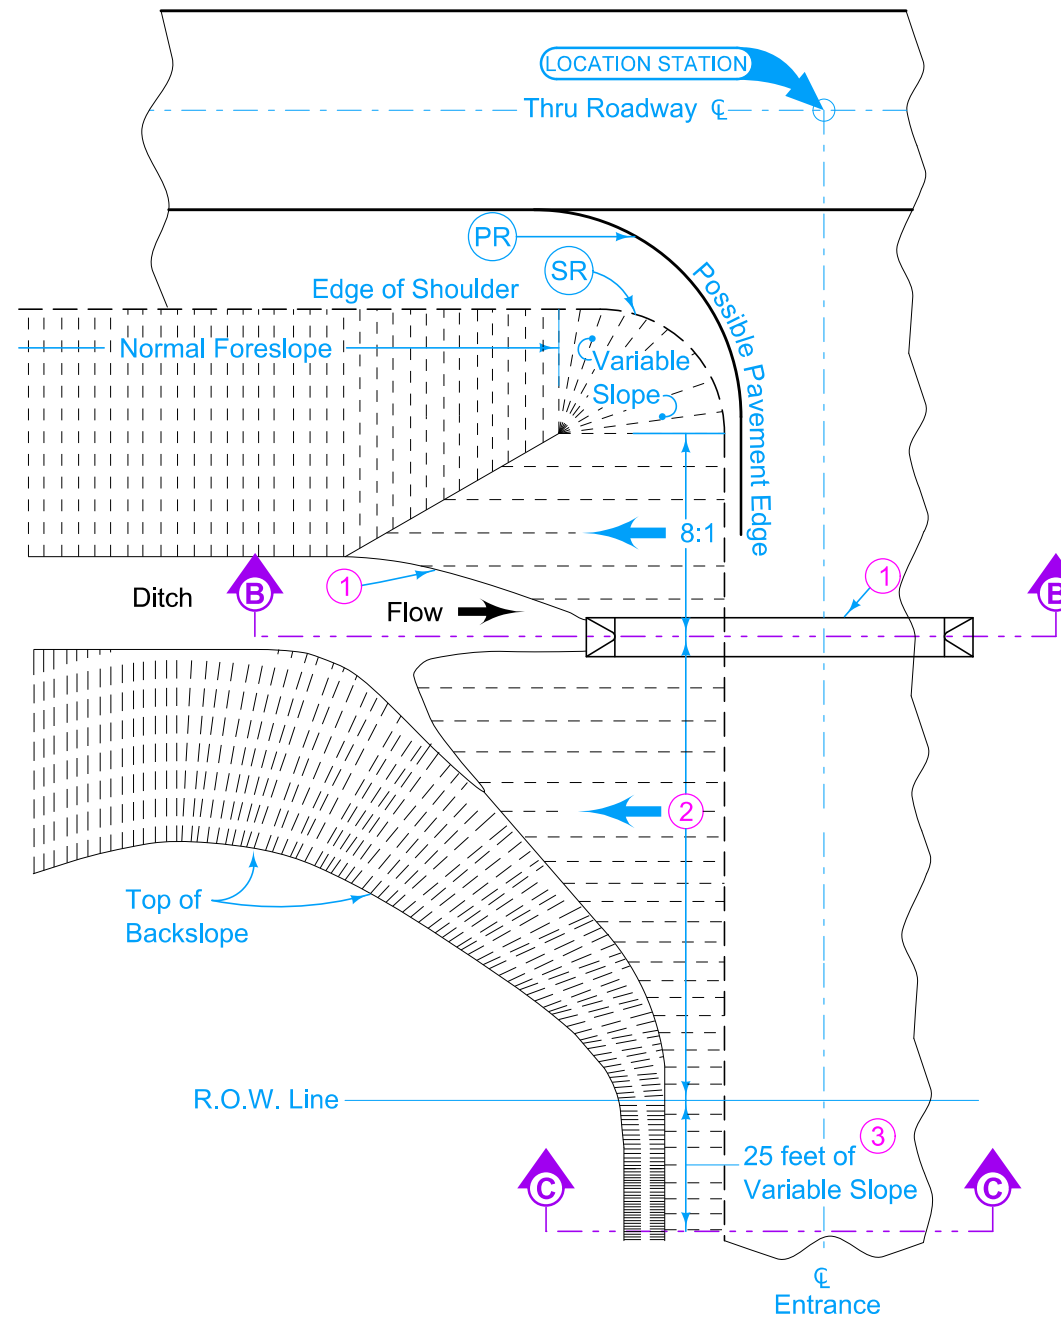 LOCATION STATION
Thru Roadway ℄
PR
SR
Edge of Shoulder
Possible Pavement Edge
Normal Foreslope
Variable
Slope
8:1
1
1
B
B
Ditch
Flow
2
Top of
Backslope
R.O.W. Line
3
25 feet of
Variable Slope
C
C
℄
Entrance